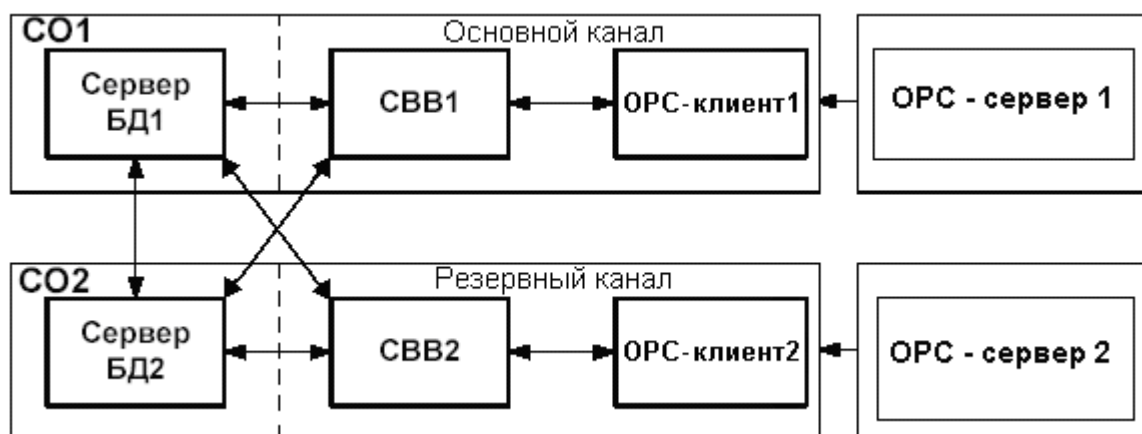 СО1
Основной канал
Сервер
БД1
СВВ1
ОРС-клиент1
ОРС - сервер 1
СО2
Резервный канал
Сервер
БД2
СВВ2
ОРС-клиент2
ОРС - сервер 2